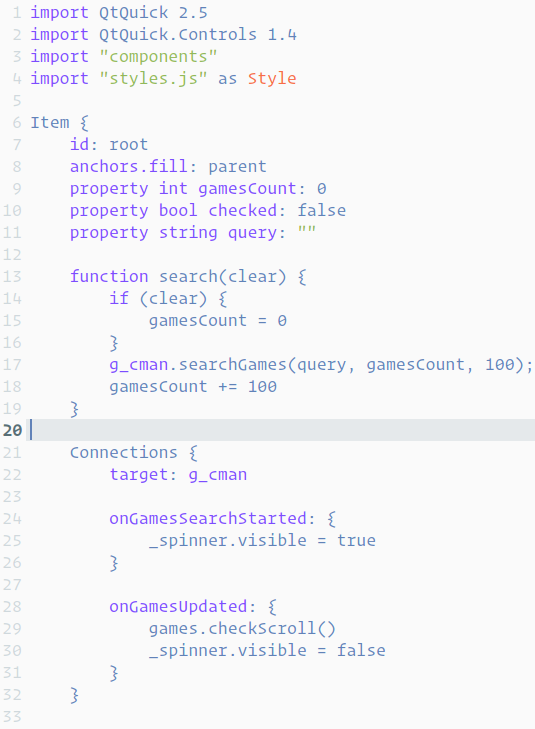 1 import QtQuick 2.5
2 import QtQuick.Controls 1.4
3 import "components"
4 import "styles.js" as Style
5
6 Item {
7     id: root
8     anchors.fill: parent
9     property int gamesCount: 0
10     property bool checked: false
11     property string query: ""
12
13     function search(clear) {
14         if (clear) {
15             gamesCount = 0
16         }
17         g_cman.searchGames(query, gamesCount, 100);
18         gamesCount += 100
19     }
20
21     Connections {
22         target: g_cman
23
24         onGamesSearchStarted: {
25             _spinner.visible = true
26         }
27
28         onGamesUpdated: {
29             games.checkScroll()
30             _spinner.visible = false
31         }
32     }
33